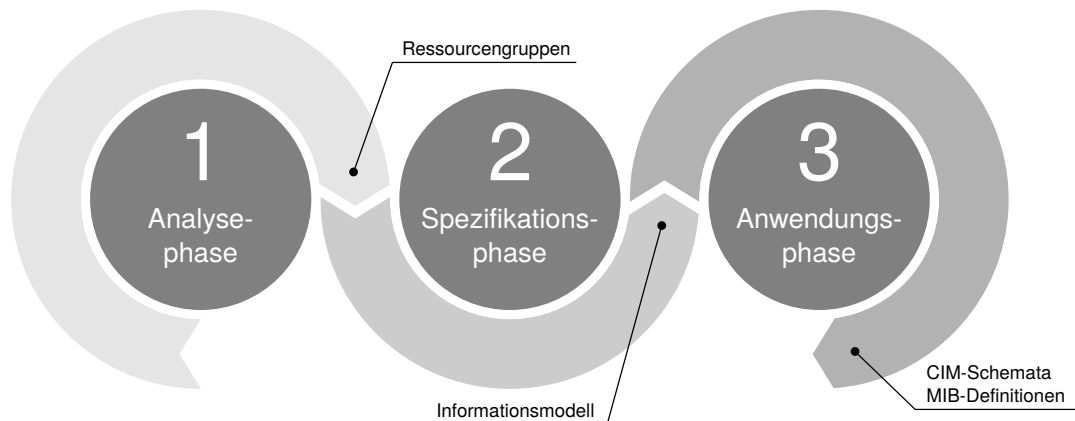 Ressourcengruppen
1
Analyse-
phase
2
Spezifikations-
phase
3
Anwendungs-
phase
Informationsmodell
CIM-Schemata
MIB-Definitionen